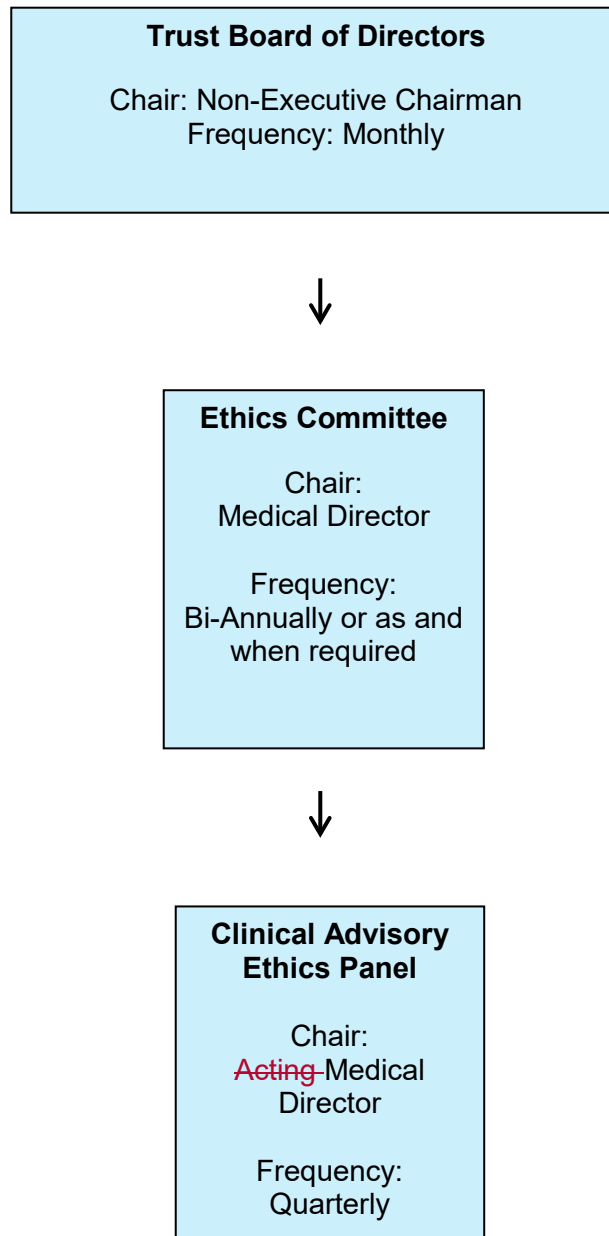 Trust Board of Directors
Chair: Non-Executive Chairman
Frequency: Monthly
Ethics Committee
Chair:
Medical Director
Frequency:
Bi-Annually or as and
when required
Clinical Advisory
Ethics Panel
Chair:
Acting Medical
Director
Frequency:
Quarterly